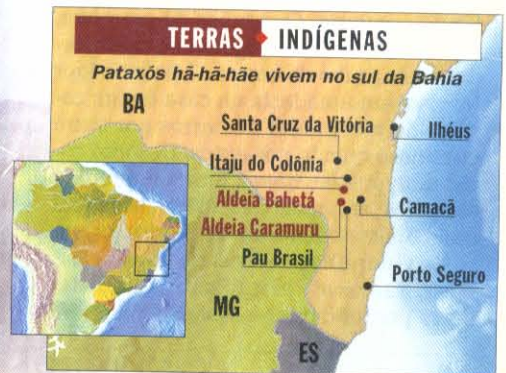 TERRAS INDÍGENAS
Pataxós hã-hã-hãe vivem no sul da Bahia
BA
Santa Cruz da Vitória
Ilhéus
Itaju do Colônia
Aldeia Bahetá
Camacã
Aldeia Caramuru
Pau Brasil
Porto Seguro
MG
ES